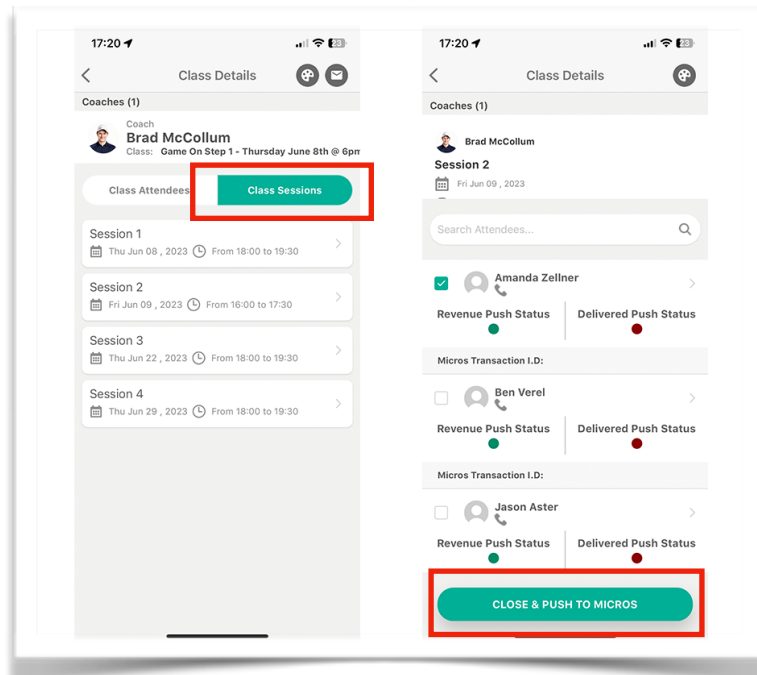 17:20
23
Class Details
Coaches (1)
Coach
Brad McCollum
Class: Game On Step 1 - Thursday June 8th @ 6pm
Class Attendees
Class Sessions
Session 1
Thu Jun 08 , 2023 From 18:00 to 19:30
Session 2
Fri Jun 09 , 2023 From 16:00 to 17:30
Session 3
Thu Jun 22 , 2023 From 18:00 to 19:30
Session 4
Thu Jun 29 , 2023 From 18:00 to 19:30
17:20
23
Class Details
Coaches (1)
Brad McCollum
Session 2
Fri Jun 09 , 2023
Search Attendees...
Amanda Zellner
Revenue Push Status Delivered Push Status
Micros Transaction I.D:
Ben Verel
Revenue Push Status Delivered Push Status
Micros Transaction I.D:
Jason Aster
Revenue Push Status Delivered Push Status
CLOSE & PUSH TO MICROS